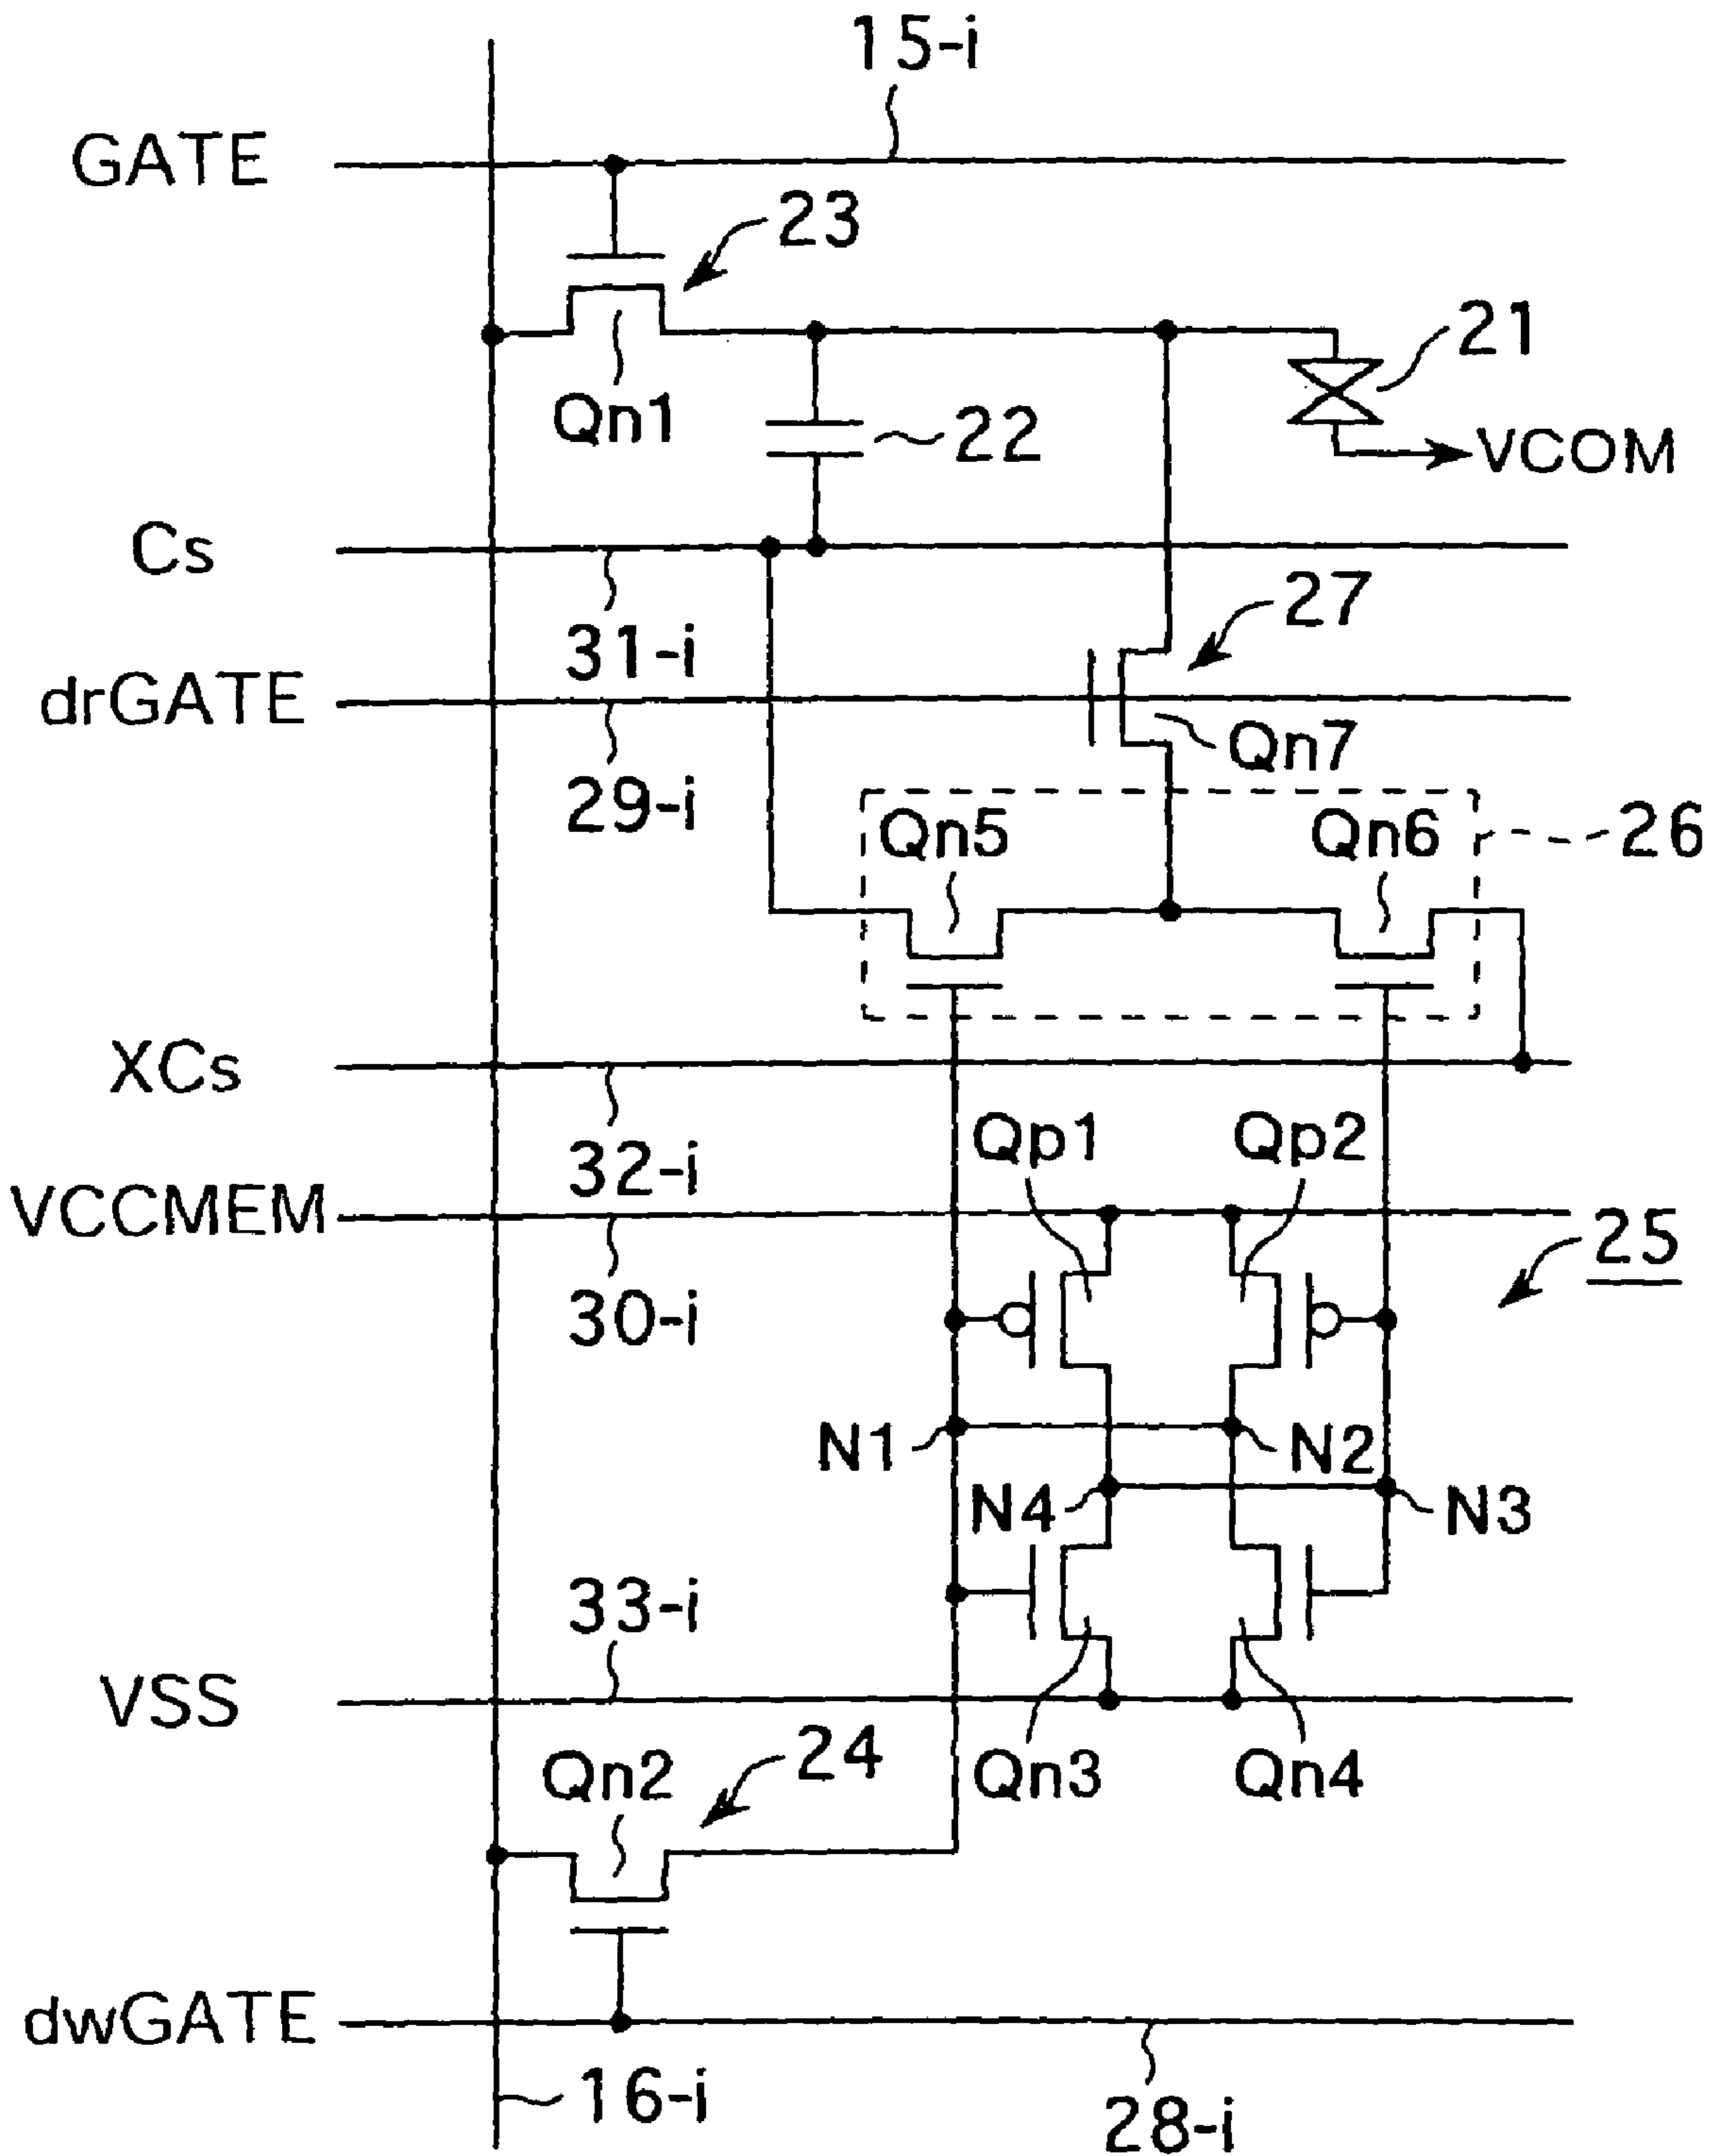 15-i
GATE
23
21
Qn1
22
VCOM
Cs
27
31-i
drGATE
Qn7
29-i
Qn5
Qn6
26
XCs
Qp1
Qp2
32-i
VCCMEM
25
30-i
N1
N2
N4
N3
33-i
VSS
24
Qn2
Qn3
Qn4
dwGATE
16-i
28-i